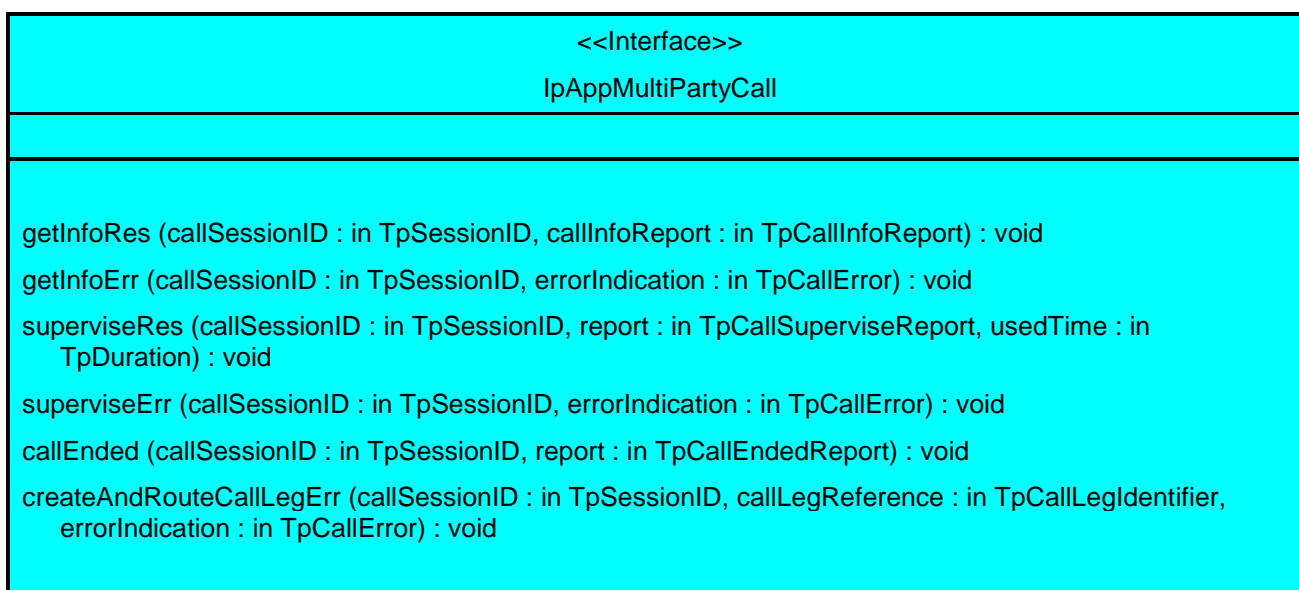 <<Interface>>
IpAppMultiPartyCall
getInfoRes (callSessionID : in TpSessionID, callInfoReport : in TpCallInfoReport) : void
getInfoErr (callSessionID : in TpSessionID, errorIndication : in TpCallError) : void
superviseRes (callSessionID : in TpSessionID, report : in TpCallSuperviseReport, usedTime : in
TpDuration) : void
superviseErr (callSessionID : in TpSessionID, errorIndication : in TpCallError) : void
callEnded (callSessionID : in TpSessionID, report : in TpCallEndedReport) : void
createAndRouteCallLegErr (callSessionID : in TpSessionID, callLegReference : in TpCallLegIdentifier,
errorIndication : in TpCallError) : void